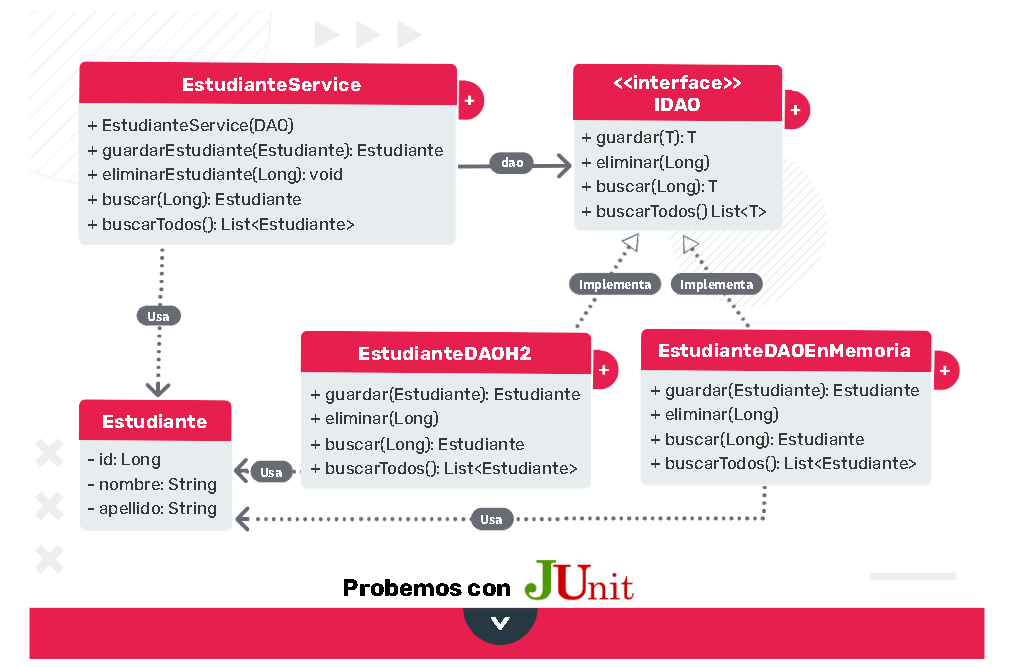 EstudianteService
+
+ EstudianteService(DAO)
+ guardarEstudiante(Estudiante): Estudiante
+ eliminarEstudiante(Long): void
+ buscar(Long): Estudiante
+ buscarTodos(): List<Estudiante>
dao
<<interface>>
IDAO
+
+ guardar(T): T
+ eliminar(Long)
+ buscar(Long): T
+ buscarTodos() List<T>
Implementa
Implementa
Usa
EstudianteDAOH2
+
+ guardar(Estudiante): Estudiante
+ eliminar(Long)
+ buscar(Long): Estudiante
+ buscarTodos(): List<Estudiante>
EstudianteDAOEnMemoria
+
+ guardar(Estudiante): Estudiante
+ eliminar(Long)
+ buscar(Long): Estudiante
+ buscarTodos(): List<Estudiante>
Estudiante
- id: Long
- nombre: String
- apellido: String
Usa
Usa
Probemos con JUnit